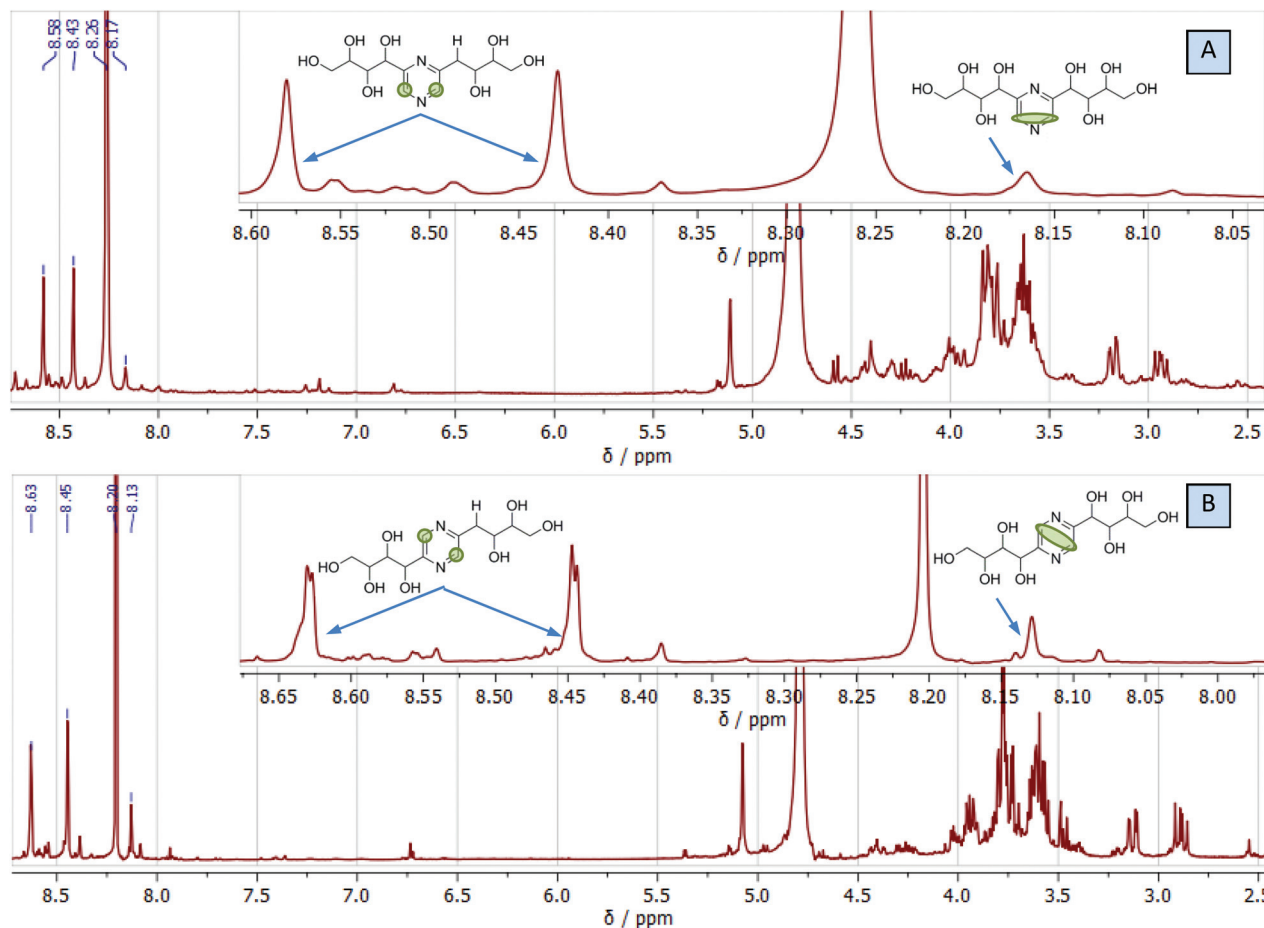 8.58
8.43
8.26
8.17
A
OH OH H OH
HO N OH
OH N OH
OH OH OH OH
HO N OH
OH N OH
8.60 8.55 8.50 8.45 8.40 8.35 8.30 8.25 8.20 8.15 8.10 8.05
δ / ppm
8.5 8.0 7.5 7.0 6.5 6.0 5.5 5.0 4.5 4.0 3.5 3.0 2.5
δ / ppm
8.63
8.45
8.20
8.13
B
H OH
N OH
OH OH OH
HO N
OH OH
OH OH
N OH
OH OH OH
HO N
OH OH
8.65 8.60 8.55 8.50 8.45 8.40 8.35 8.30 8.25 8.20 8.15 8.10 8.05 8.00
δ / ppm
8.5 8.0 7.5 7.0 6.5 6.0 5.5 5.0 4.5 4.0 3.5 3.0 2.5
δ / ppm